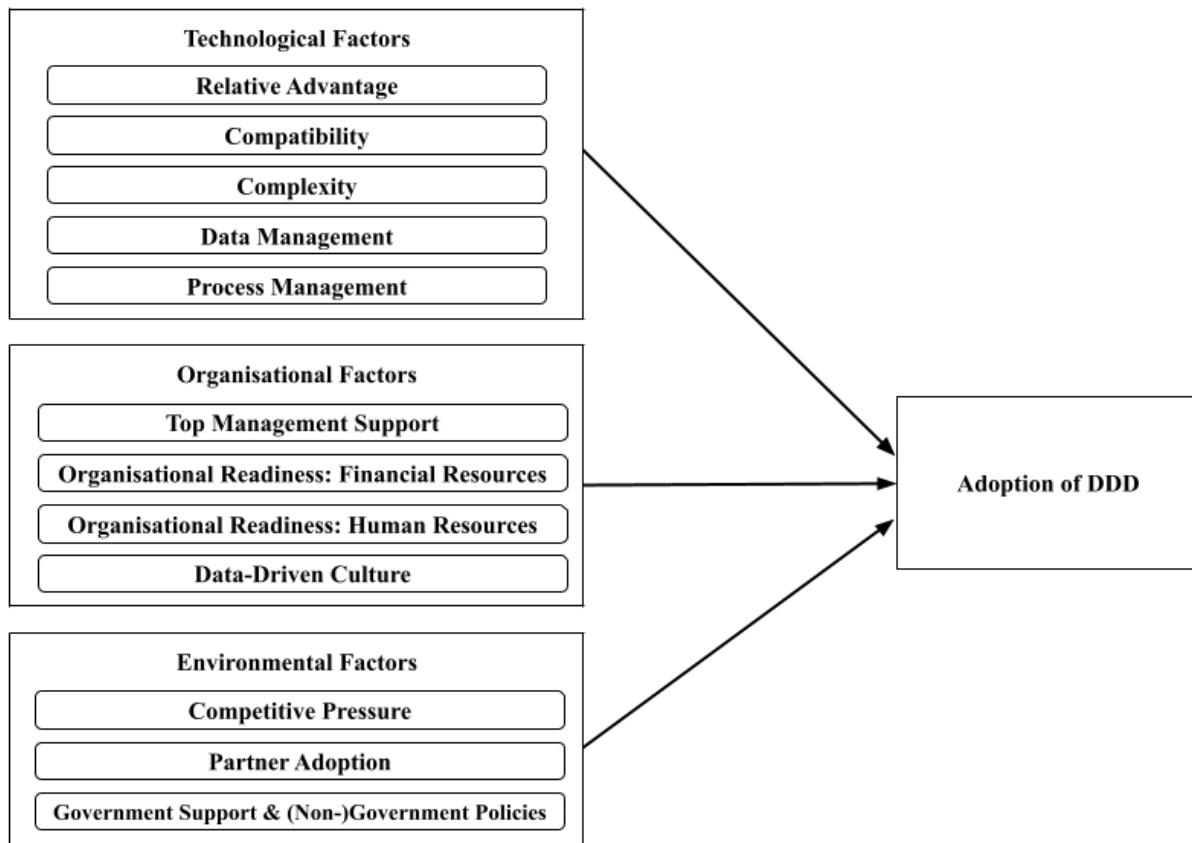 Technological Factors
Relative Advantage
Compatibility
Complexity
Data Management
Process Management
Organisational Factors
Top Management Support
Organisational Readiness: Financial Resources
Organisational Readiness: Human Resources
Data-Driven Culture
Environmental Factors
Competitive Pressure
Partner Adoption
Government Support & (Non-)Government Policies
Adoption of DDD